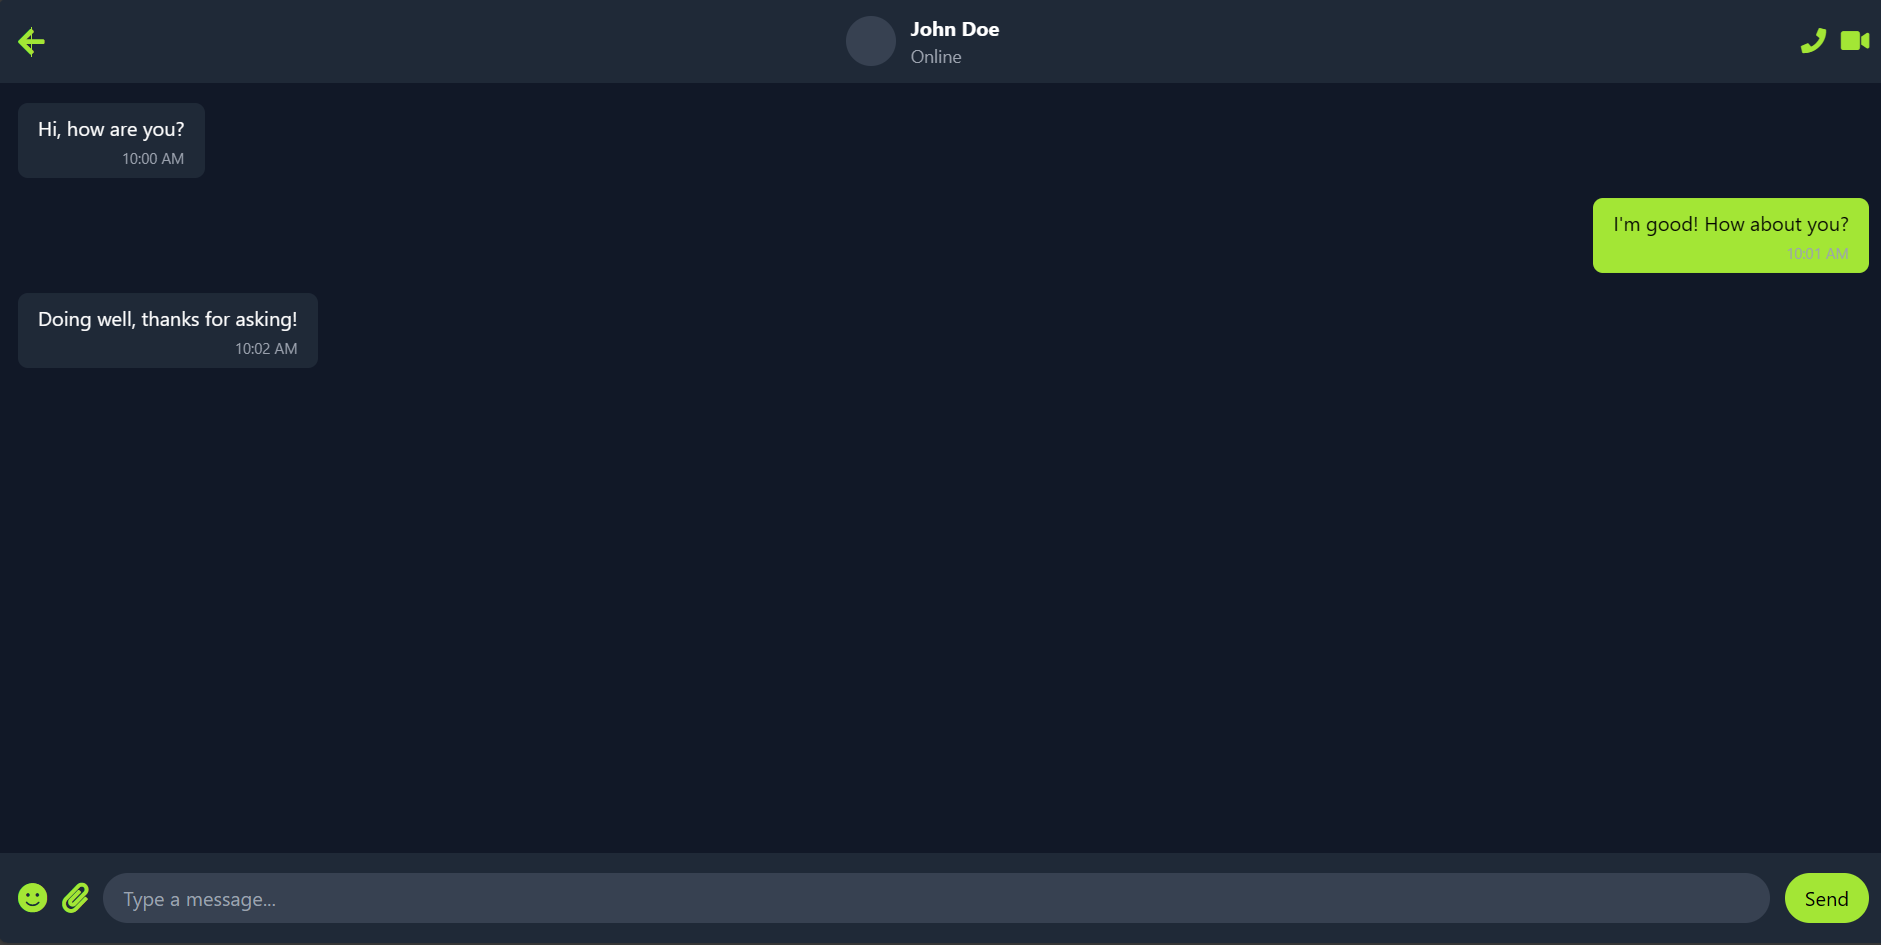 John Doe
Online
Hi, how are you?
10:00 AM
I'm good! How about you?
10:01 AM
Doing well, thanks for asking!
10:02 AM
Type a message...
Send